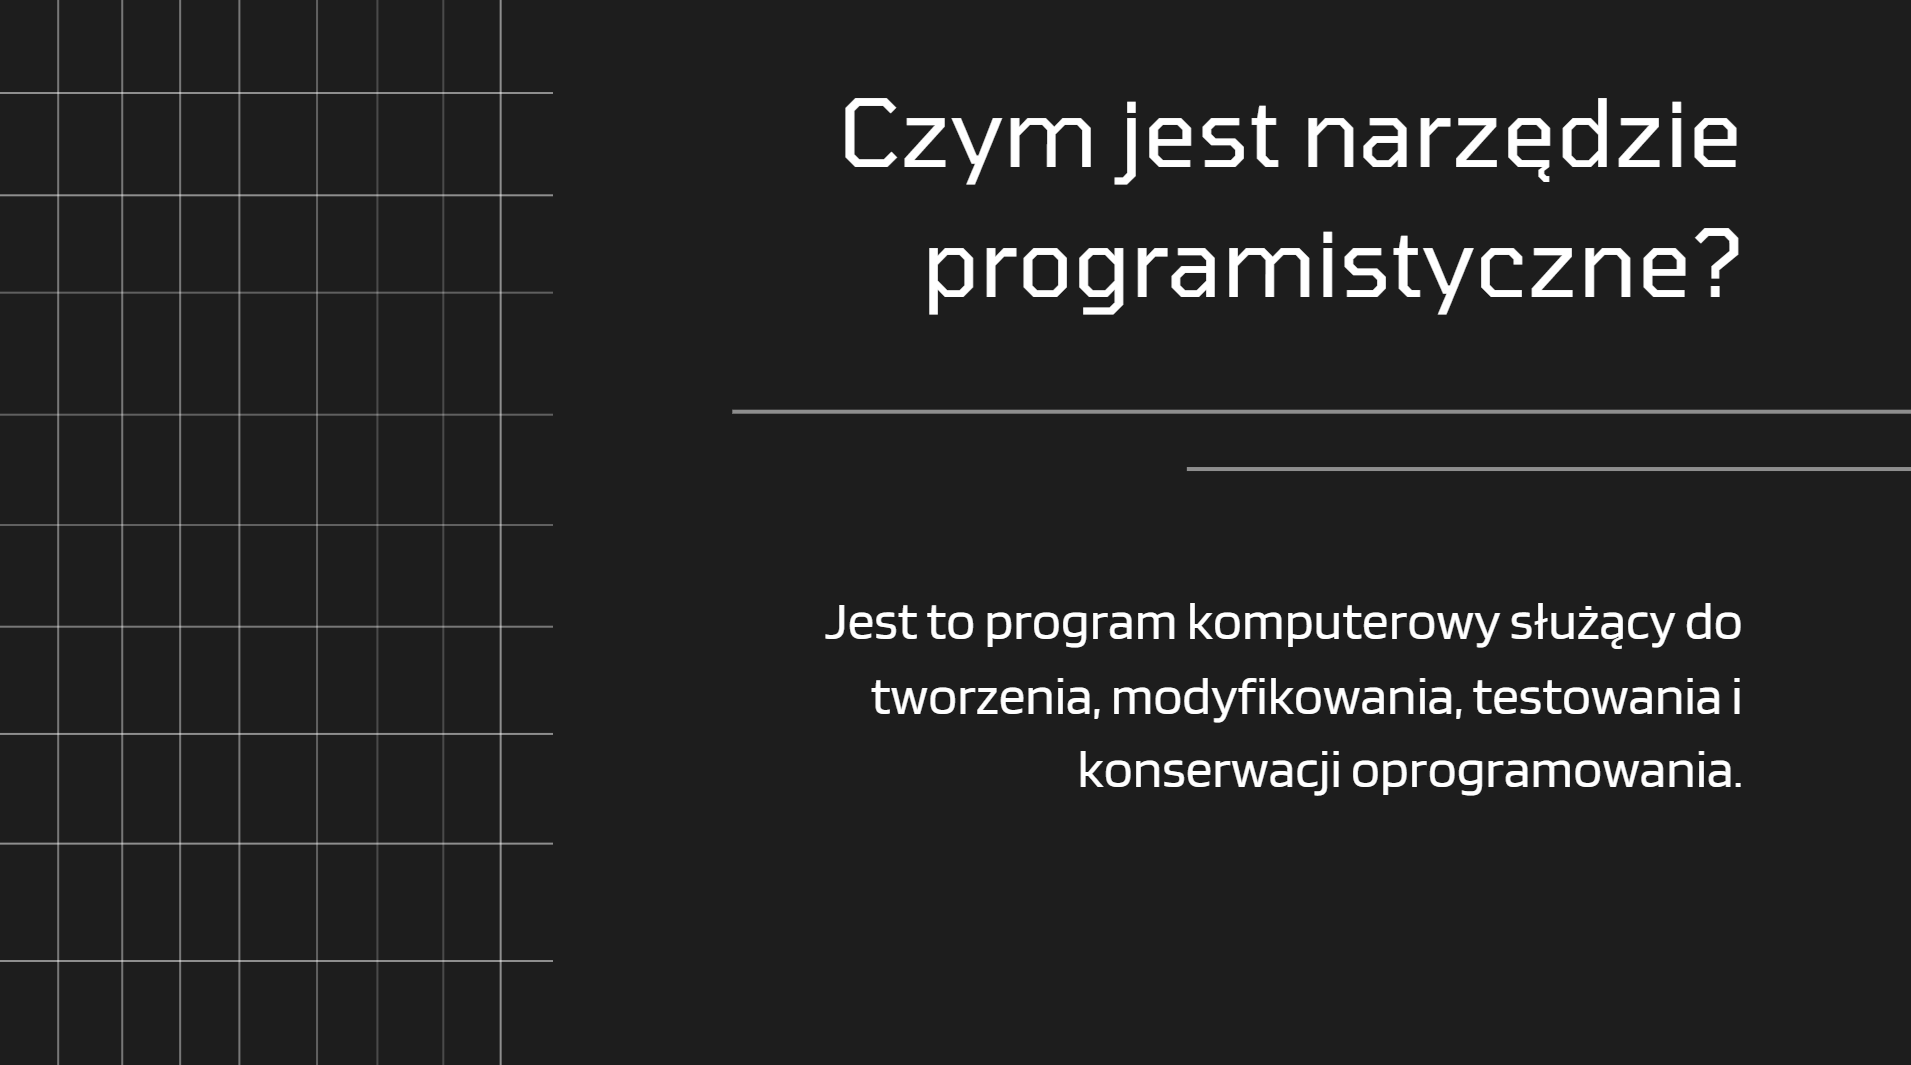 Czym jest narzędzie
programistyczne?
Jest to program komputerowy służący do
tworzenia, modyfikowania, testowania i
konserwacji oprogramowania.